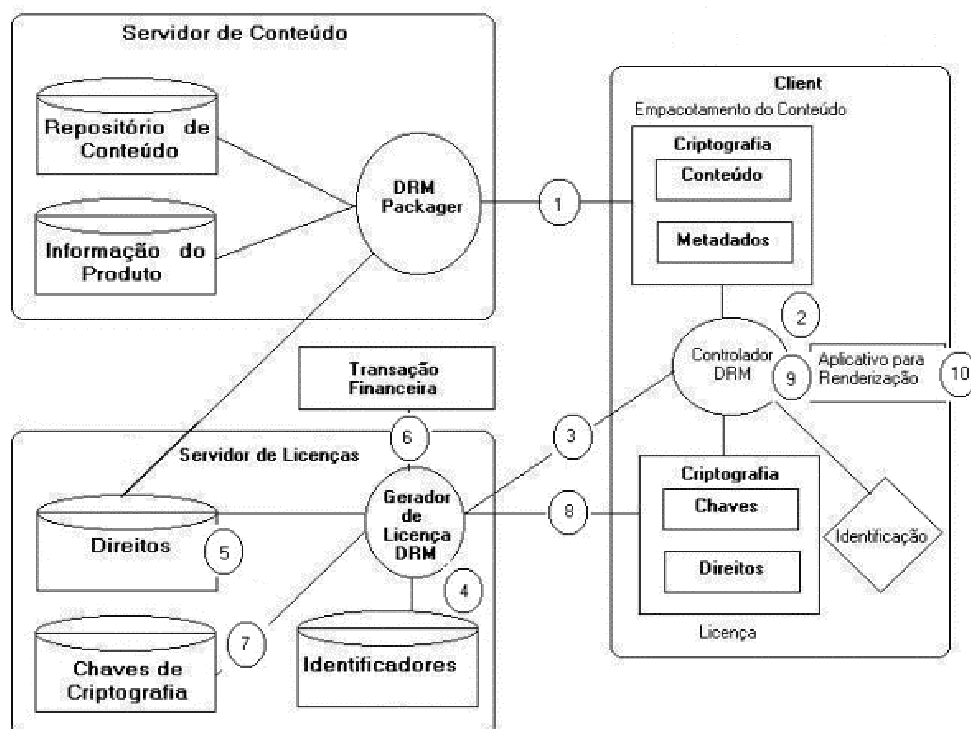 Servidor de Conteúdo
Repositório de
Conteúdo
Informação do
Produto
DRM
Packager
1
Client
Empacotamento do Conteúdo
Criptografia
Conteúdo
Metadados
2
Controlador
DRM
9
Aplicativo para
Renderização
10
Transação
Financeira
6
3
Servidor de Licenças
Direitos
5
Gerador
de
Licença
DRM
8
4
7
Chaves de
Criptografia
Identificadores
Criptografia
Chaves
Direitos
Licença
Identificação